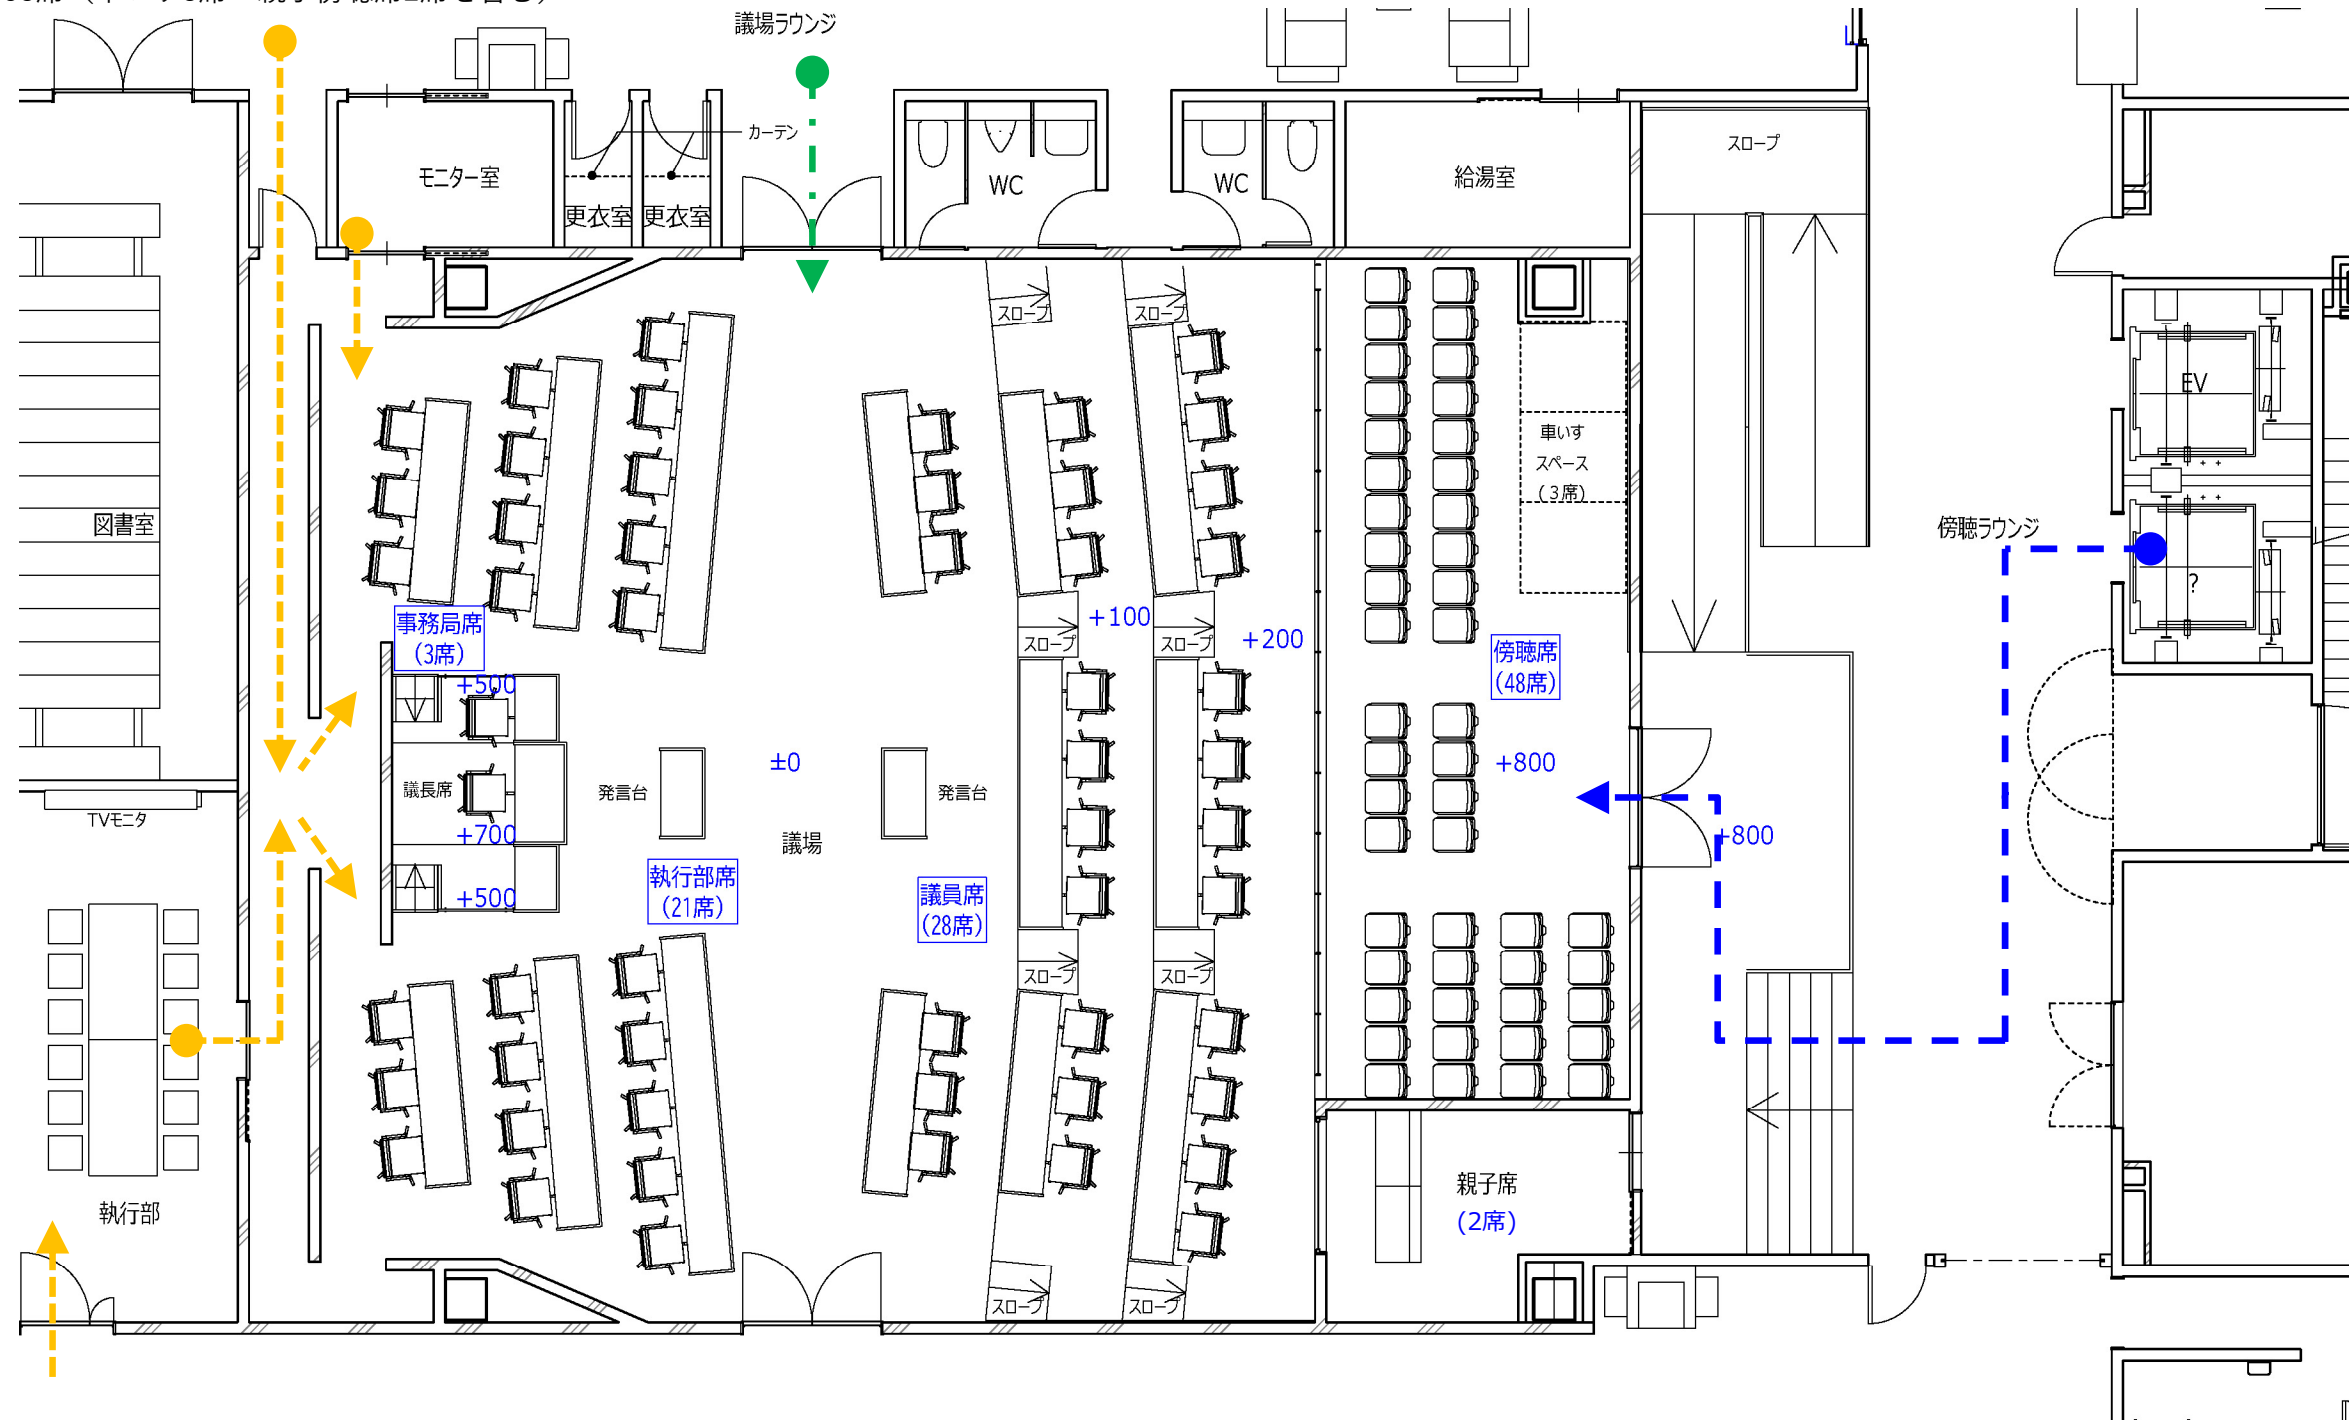 議場ラウンジ
カーテン
モニター室
更衣室
更衣室
WC
WC
給湯室
スロープ
スロープ
スロープ
EV
車いす
スペース
(3席)
図書室
傍聴ラウンジ
?
事務局席
(3席)
+100
スロープ
スロープ
+200
傍聴席
(48席)
+500
±0
+800
議長席
発言台
発言台
TVモニタ
+700
議場
+800
執行部席
(21席)
議員席
(28席)
+500
スロープ
スロープ
執行部
親子席
(2席)
スロープ
スロープ